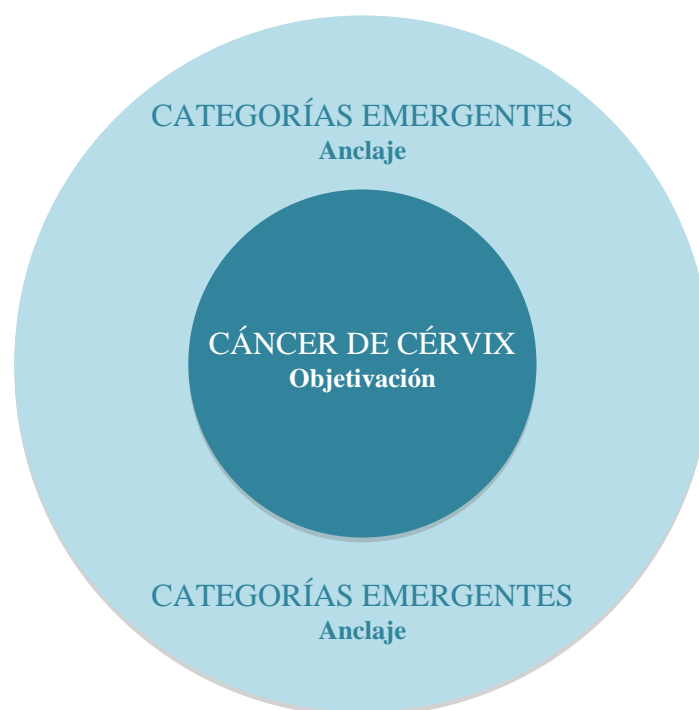 CATEGORÍAS EMERGENTES
Anclaje
CÁNCER DE CÉRVIX
Objetivación
CATEGORÍAS EMERGENTES
Anclaje